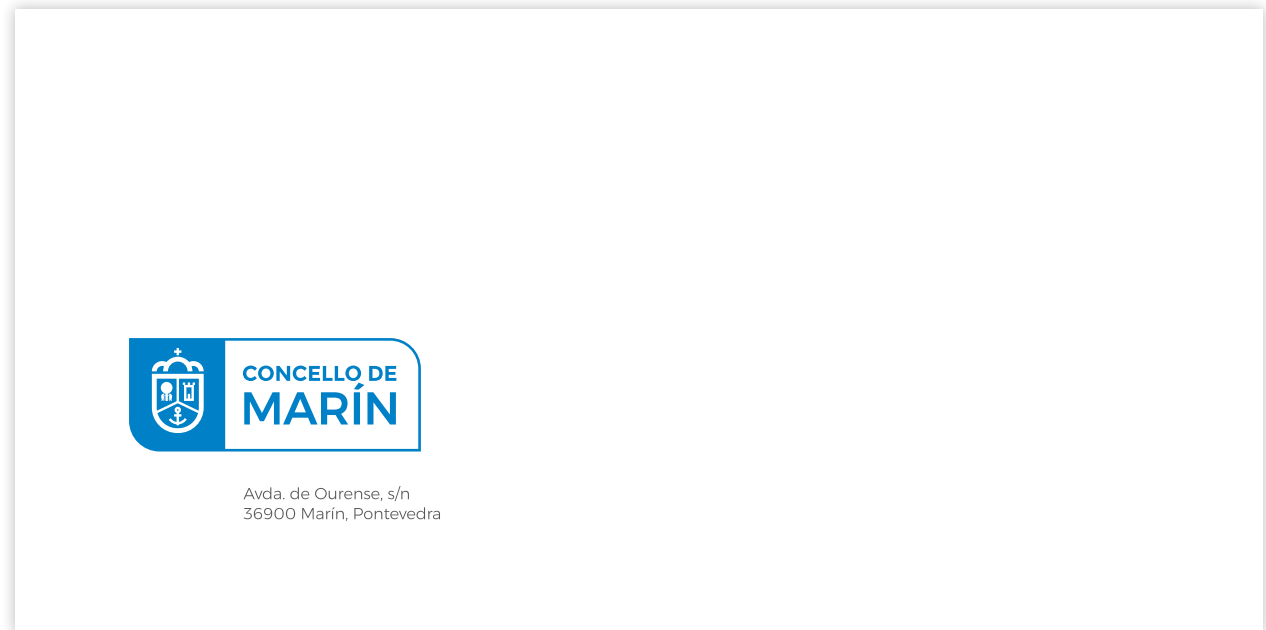 CONCELLO DE
MARÍN
Avda. de Ourense, s/n
36900 Marín, Pontevedra